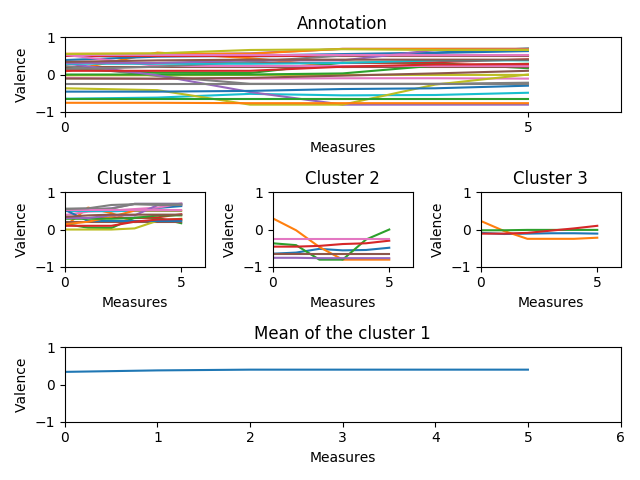 Annotation
Valence
1
0
−1
0
5
Measures
Cluster 1
Cluster 2
Cluster 3
Valence
1
0
−1
0
5
Measures
Valence
1
0
−1
0
5
Measures
Valence
1
0
−1
0
5
Measures
Mean of the cluster 1
Valence
1
0
−1
0 1 2 3 4 5 6
Measures